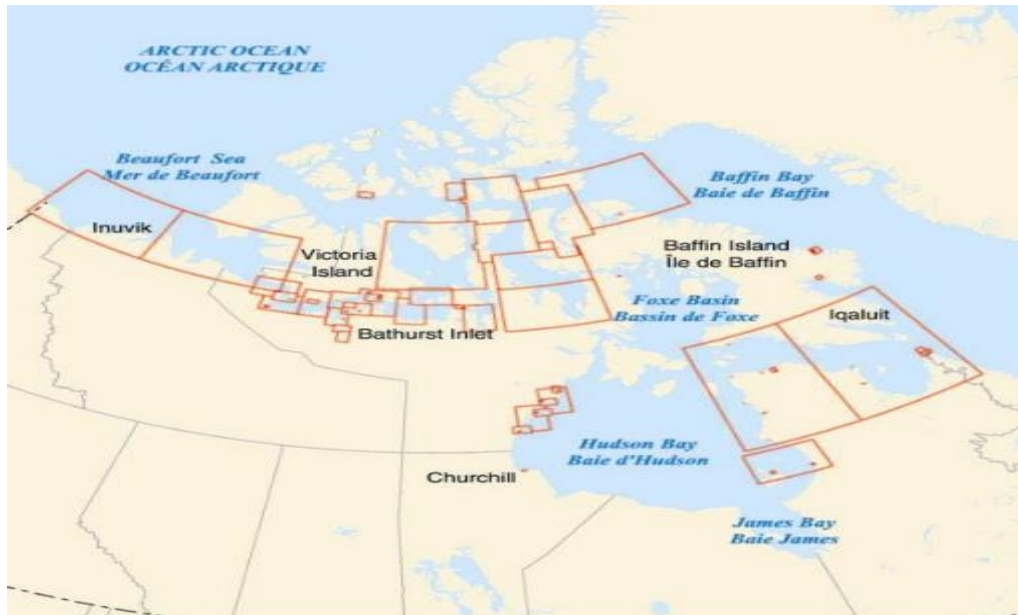 ARCTIC OCEAN
OCÉAN ARCTIQUE
Beaufort Sea
Mer de Beaufort
Baffin Bay
Baie de Baffin
Inuvik
Victoria
Island
Baffin Island
Île de Baffin
Foxe Basin
Bassin de Foxe
Iqaluit
Bathurst Inlet
Hudson Bay
Baie d'Hudson
Churchill
James Bay
Baie James